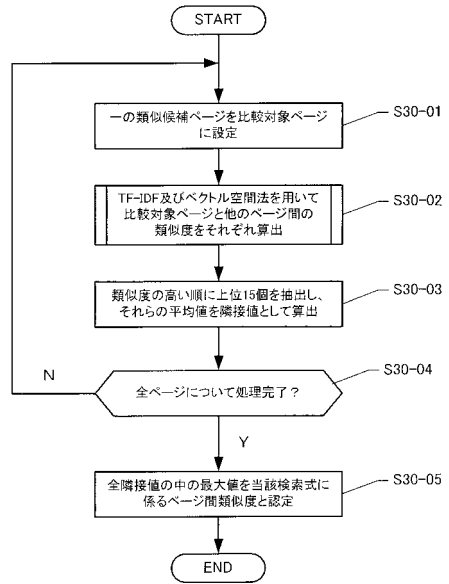 START
一の類似候補ページを比較対象ページ
に設定
S30-01
TF-IDF及びベクトル空間法を用いて
比較対象ページと他のページ間の
類似度をそれぞれ算出
S30-02
類似度の高い順に上位15個を抽出し、
それらの平均値を隣接値として算出
S30-03
全ページについて処理完了？
S30-04
N
Y
全隣接値の中の最大値を当該検索式に
係るページ間類似度と認定
S30-05
END